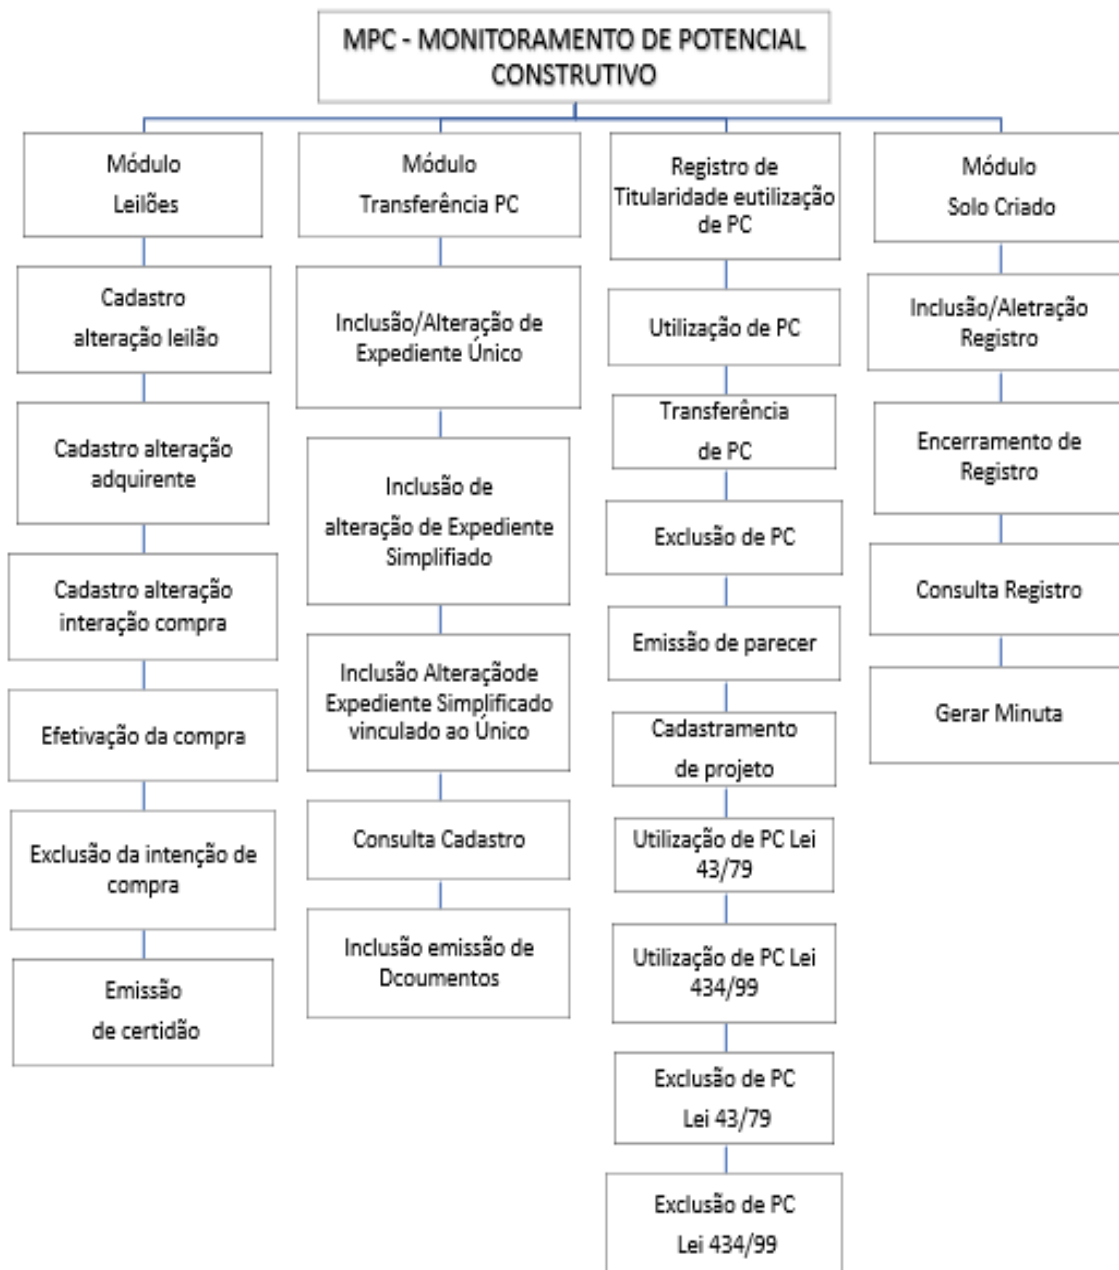 MPC - MONITORAMENTO DE POTENCIAL
CONSTRUTIVO
Módulo
Leilões
Cadastro
alteração leilão
Cadastro alteração
adquirente
Cadastro alteração
interação compra
Efetivação da compra
Exclusão da intenção de
compra
Emissão
de certidão
Módulo
Transferência PC
Inclusão/Alteração de
Expediente Único
Inclusão de
alteração de Expediente
Simplifiado
Inclusão Alteraçãode
Expediente Simplificado
vinculado ao Único
Consulta Cadastro
Inclusão emissão de
Dcoumentos
Registro de
Titularidade eutilização
de PC
Utilização de PC
Transferência
de PC
Exclusão de PC
Emissão de parecer
Cadastramento
de projeto
Utilização de PC Lei
43/79
Utilização de PC Lei
434/99
Exclusão de PC
Lei 43/79
Exclusão de PC
Lei 434/99
Módulo
Solo Criado
Inclusão/Aletração
Registro
Encerramento de
Registro
Consulta Registro
Gerar Minuta